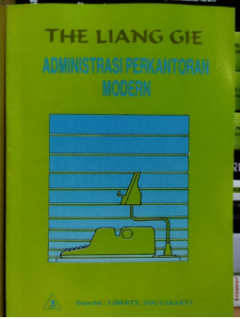 THE LIANG GIE
ADMINISTRASI PERKANTORAN
MODERN
Penerbit : LIBERTY, YOGYAKARTA